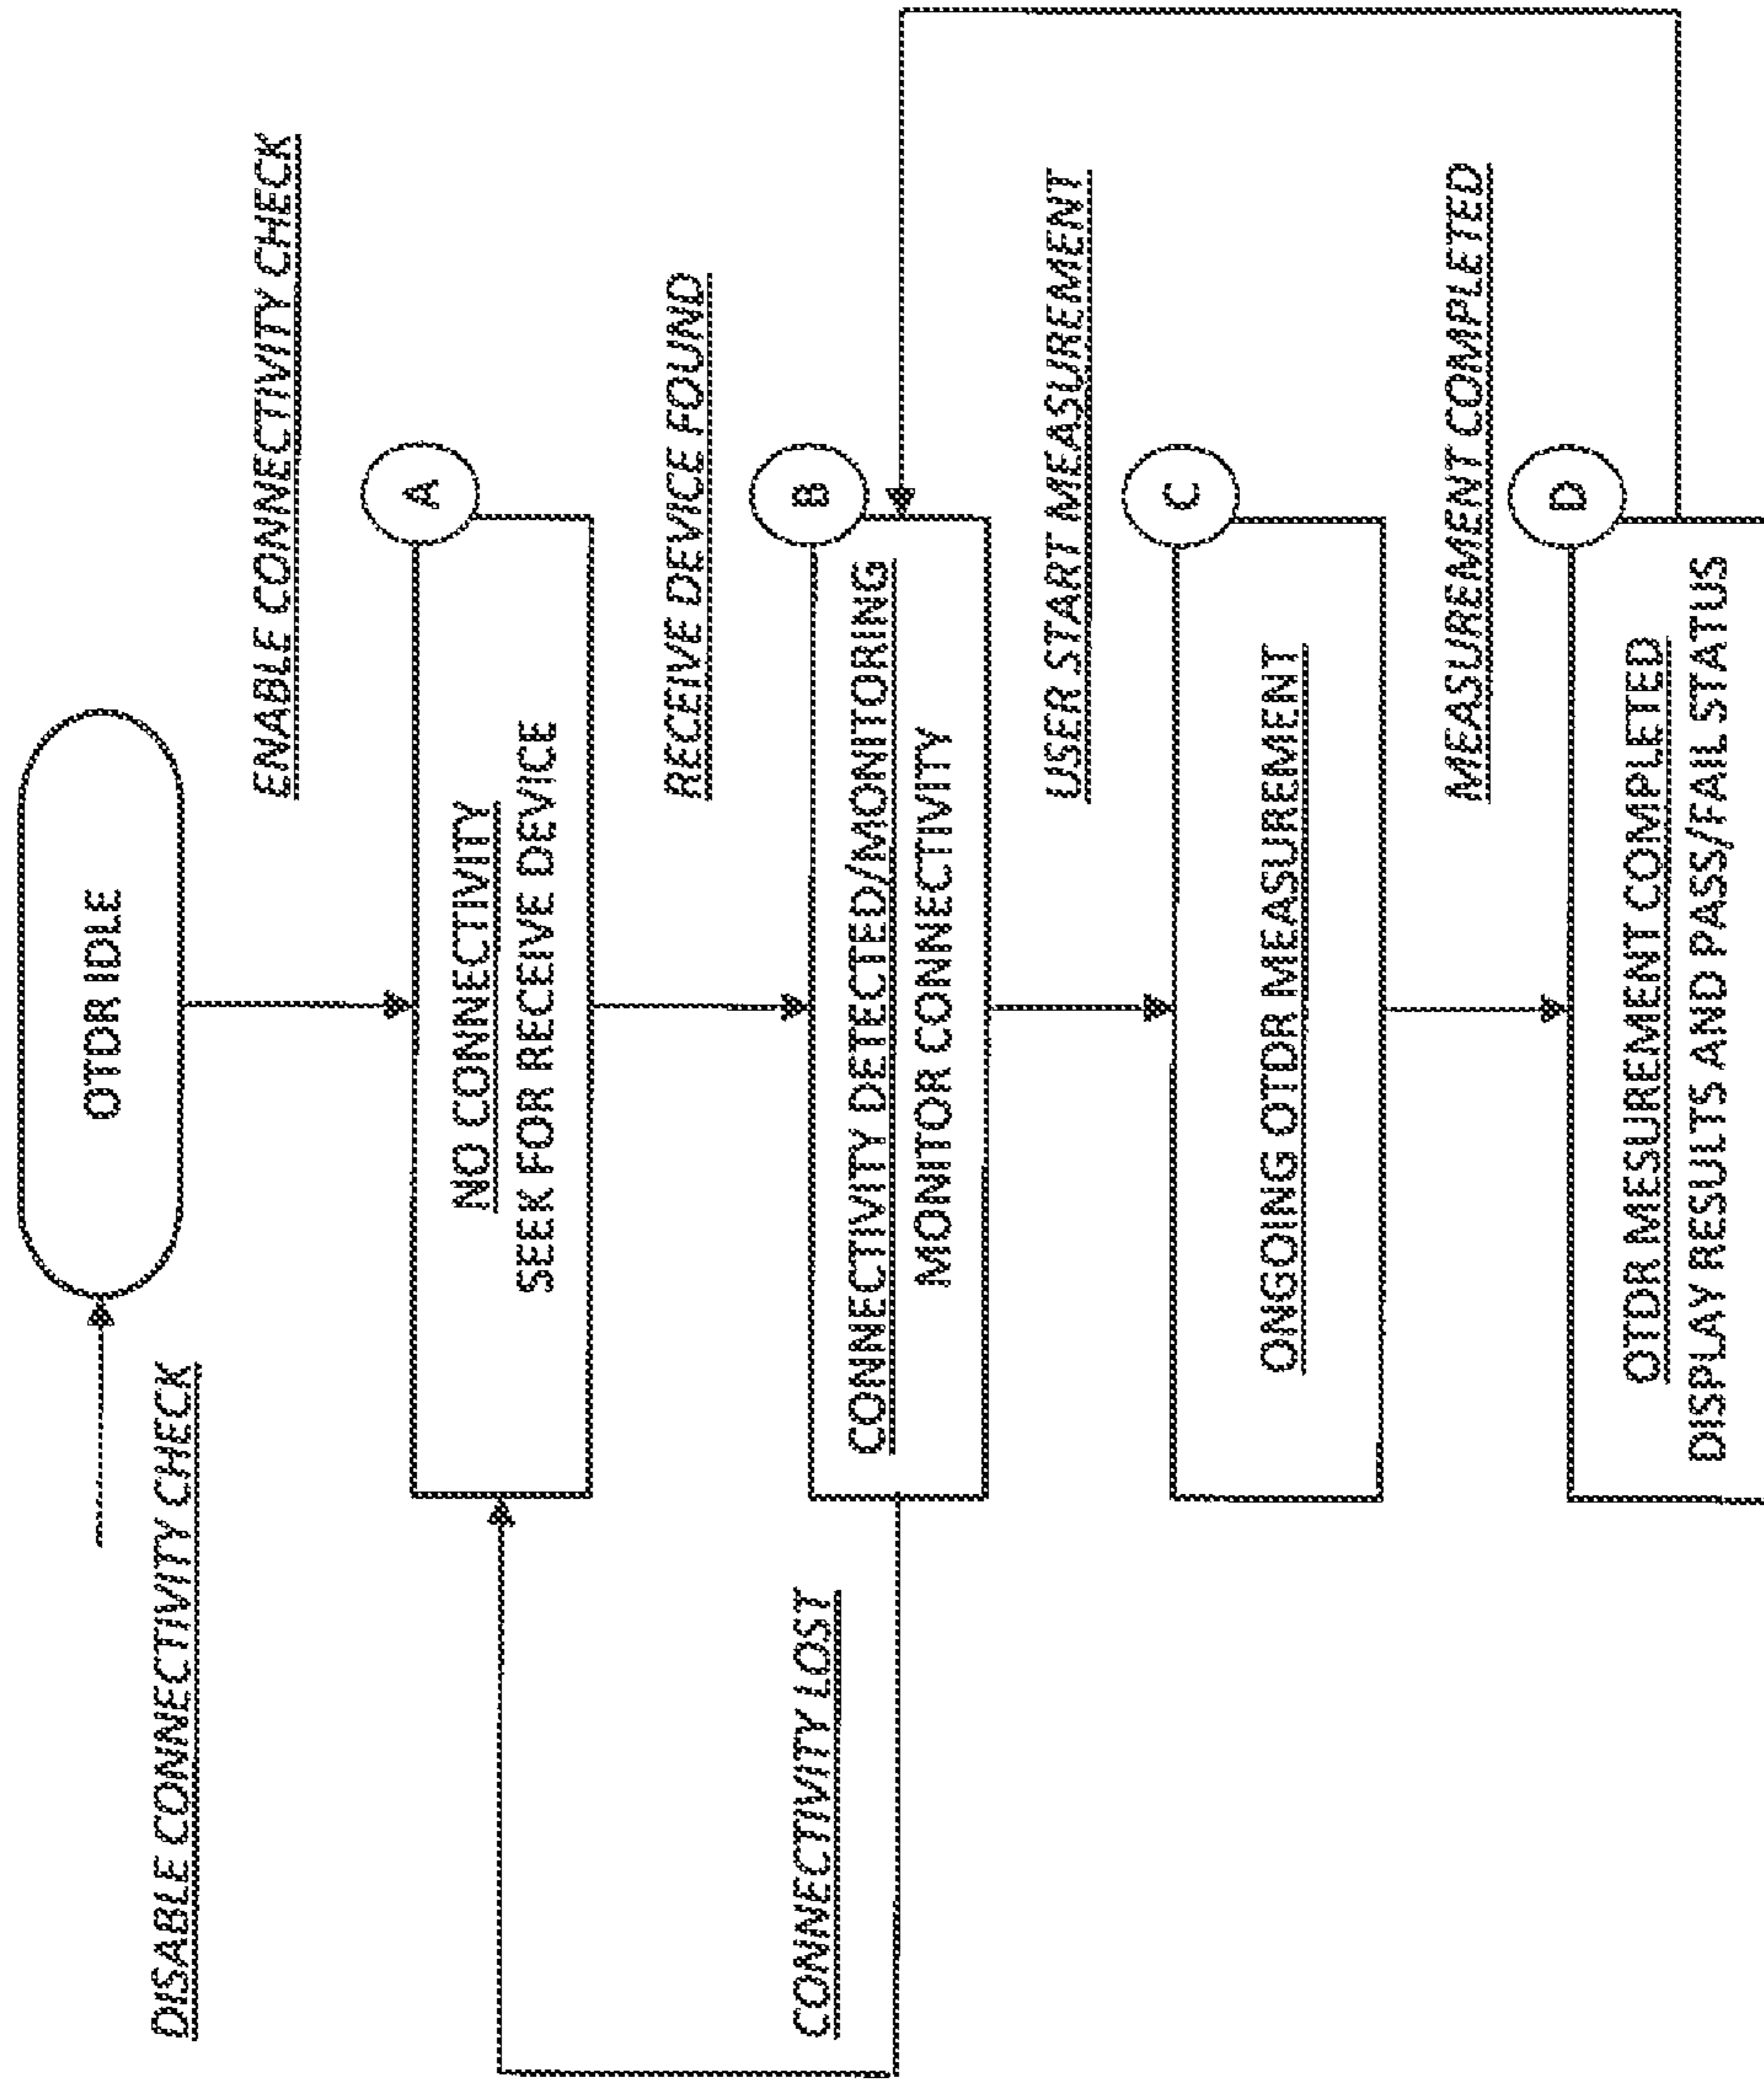 DISABLE CONNECTIVITY CHECK
OTDR IDLE
ENABLE CONNECTIVITY CHECK
A
NO CONNECTIVITY
SEEK FOR RECEIVE DEVICE
RECEIVE DEVICE FOUND
CONNECTIVITY LOST
B
CONNECTIVITY DETECTED/MONITORING
MONITOR CONNECTIVITY
USER START MEASUREMENT
C
ONGOING OTDR MEASUREMENT
MEASUREMENT COMPLETED
D
OTDR MESUREMENT COMPLETED
DISPLAY RESULTS AND PASS/FAIL STATUS